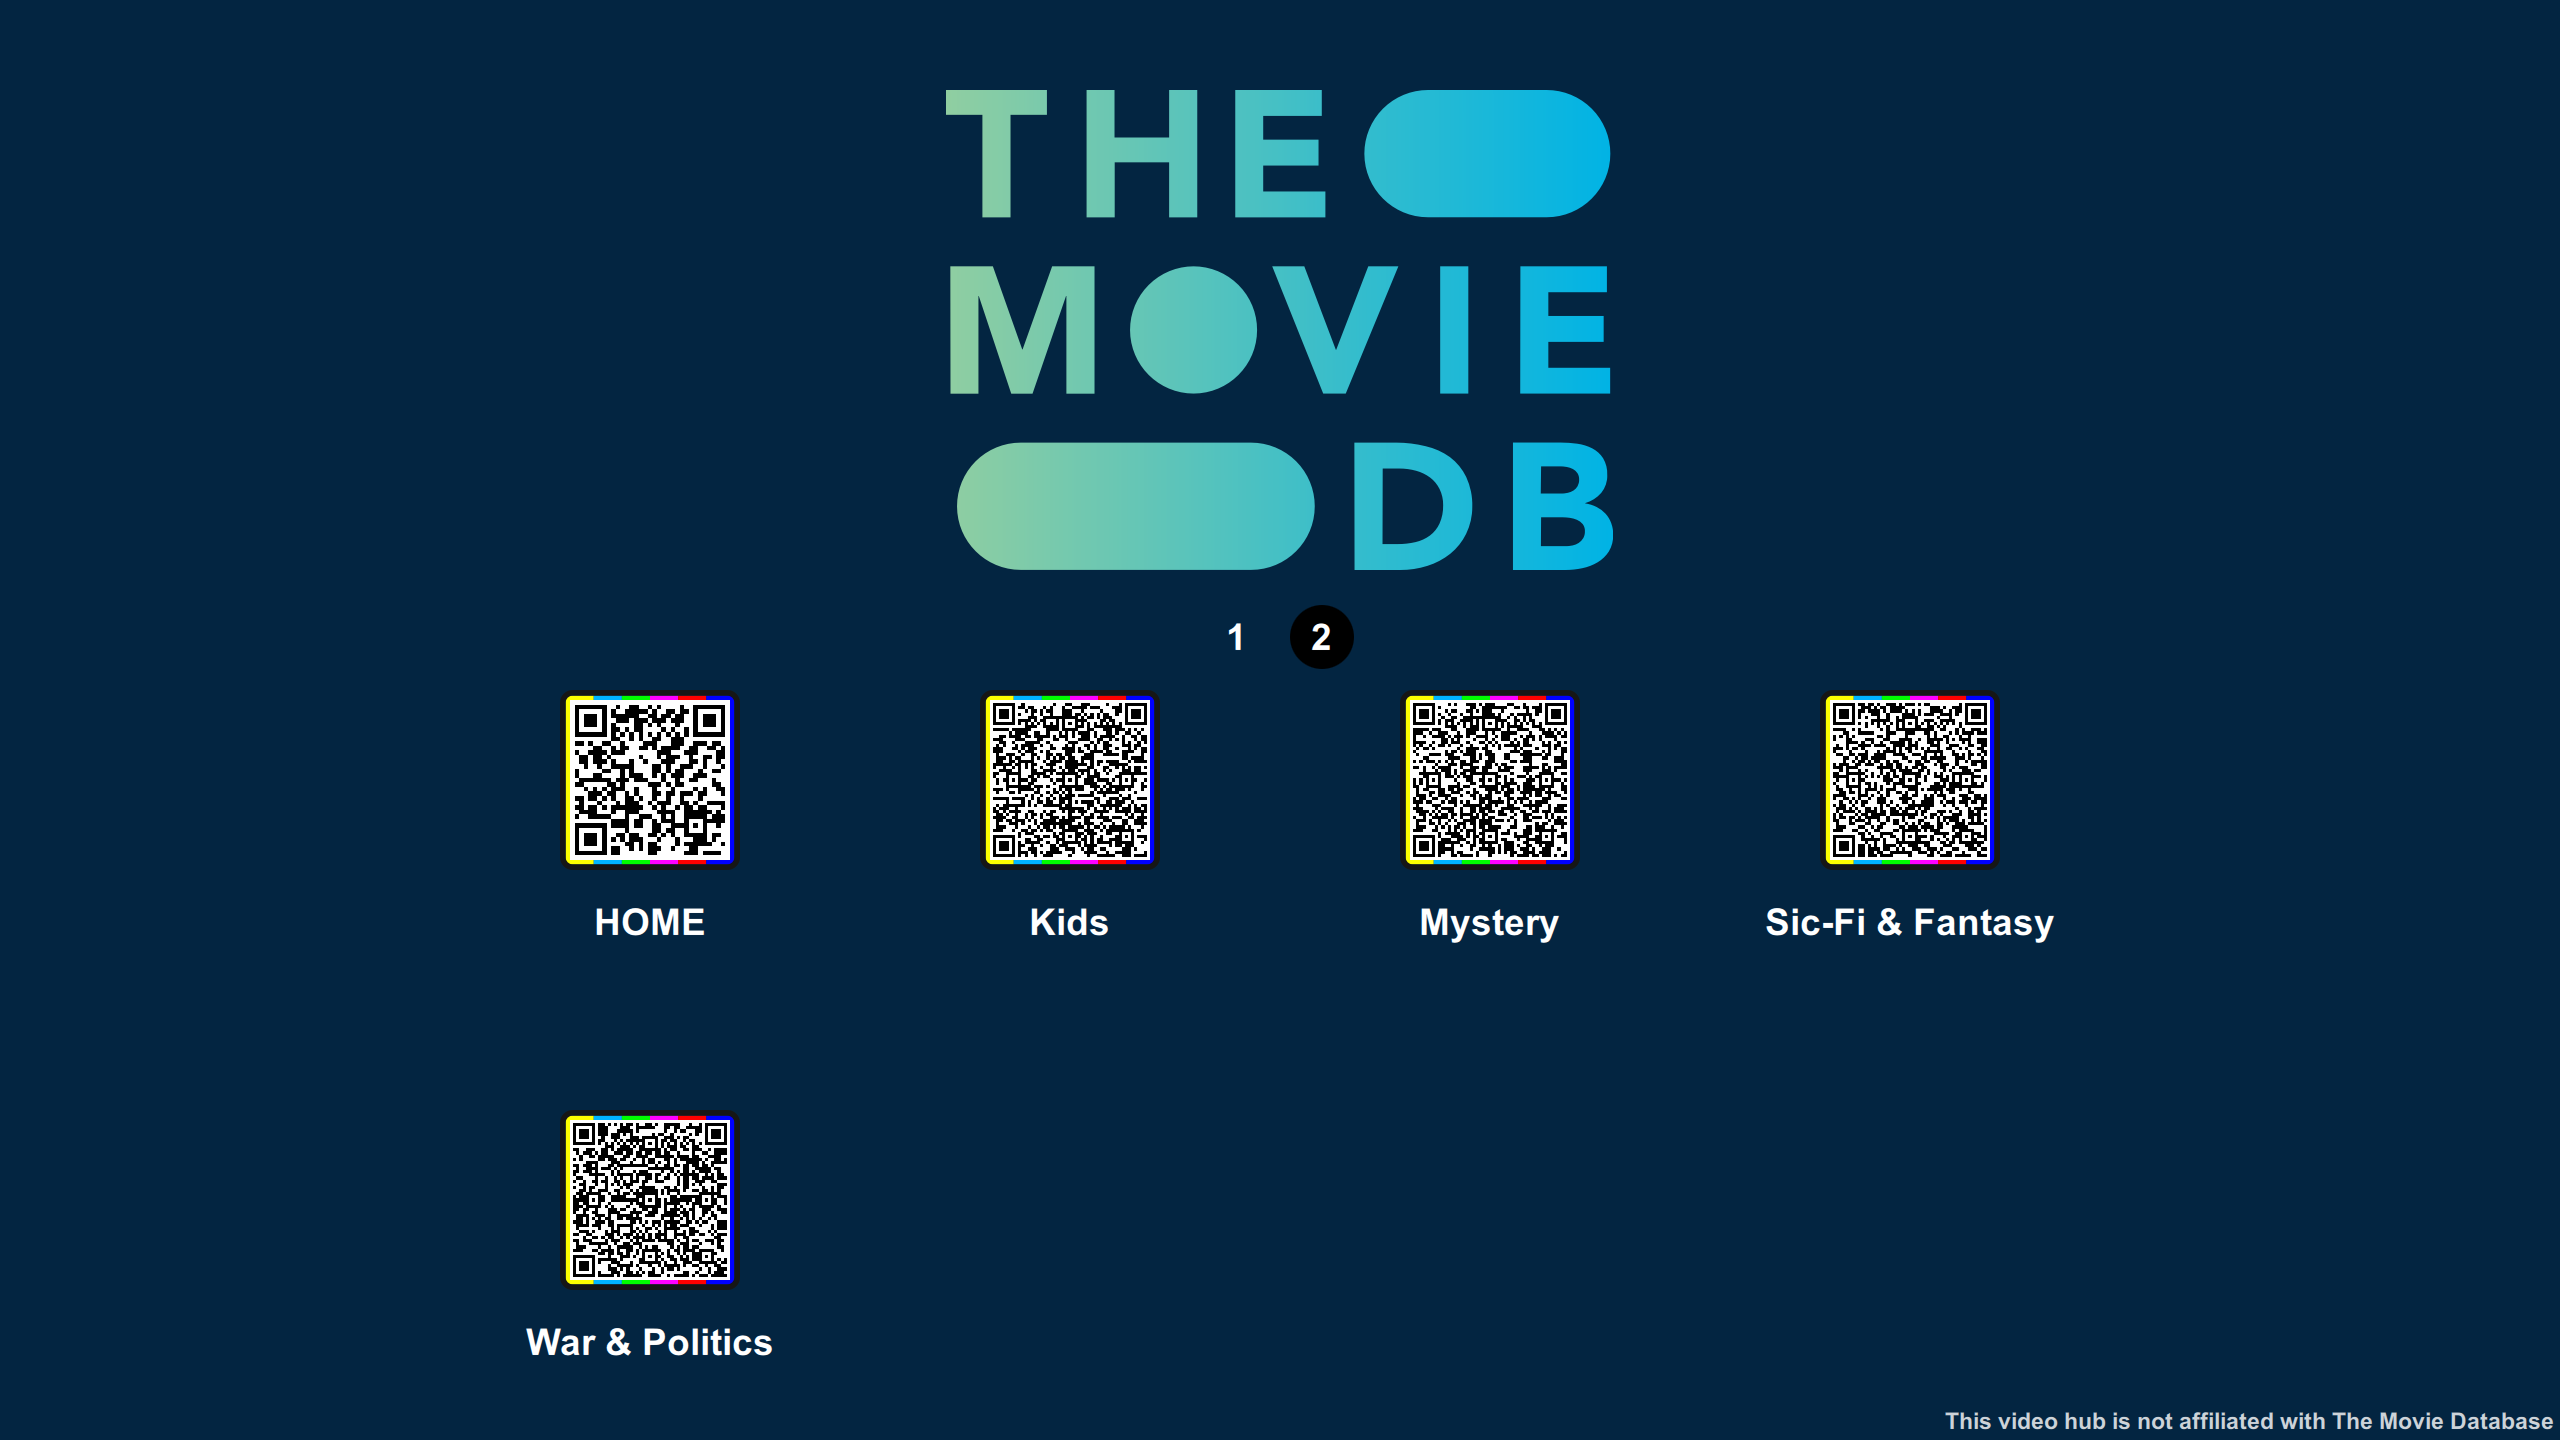 THE
MOVIE
DB
1 2
HOME Kids Mystery Sic-Fi & Fantasy
War & Politics
This video hub is not affiliated with The Movie Database